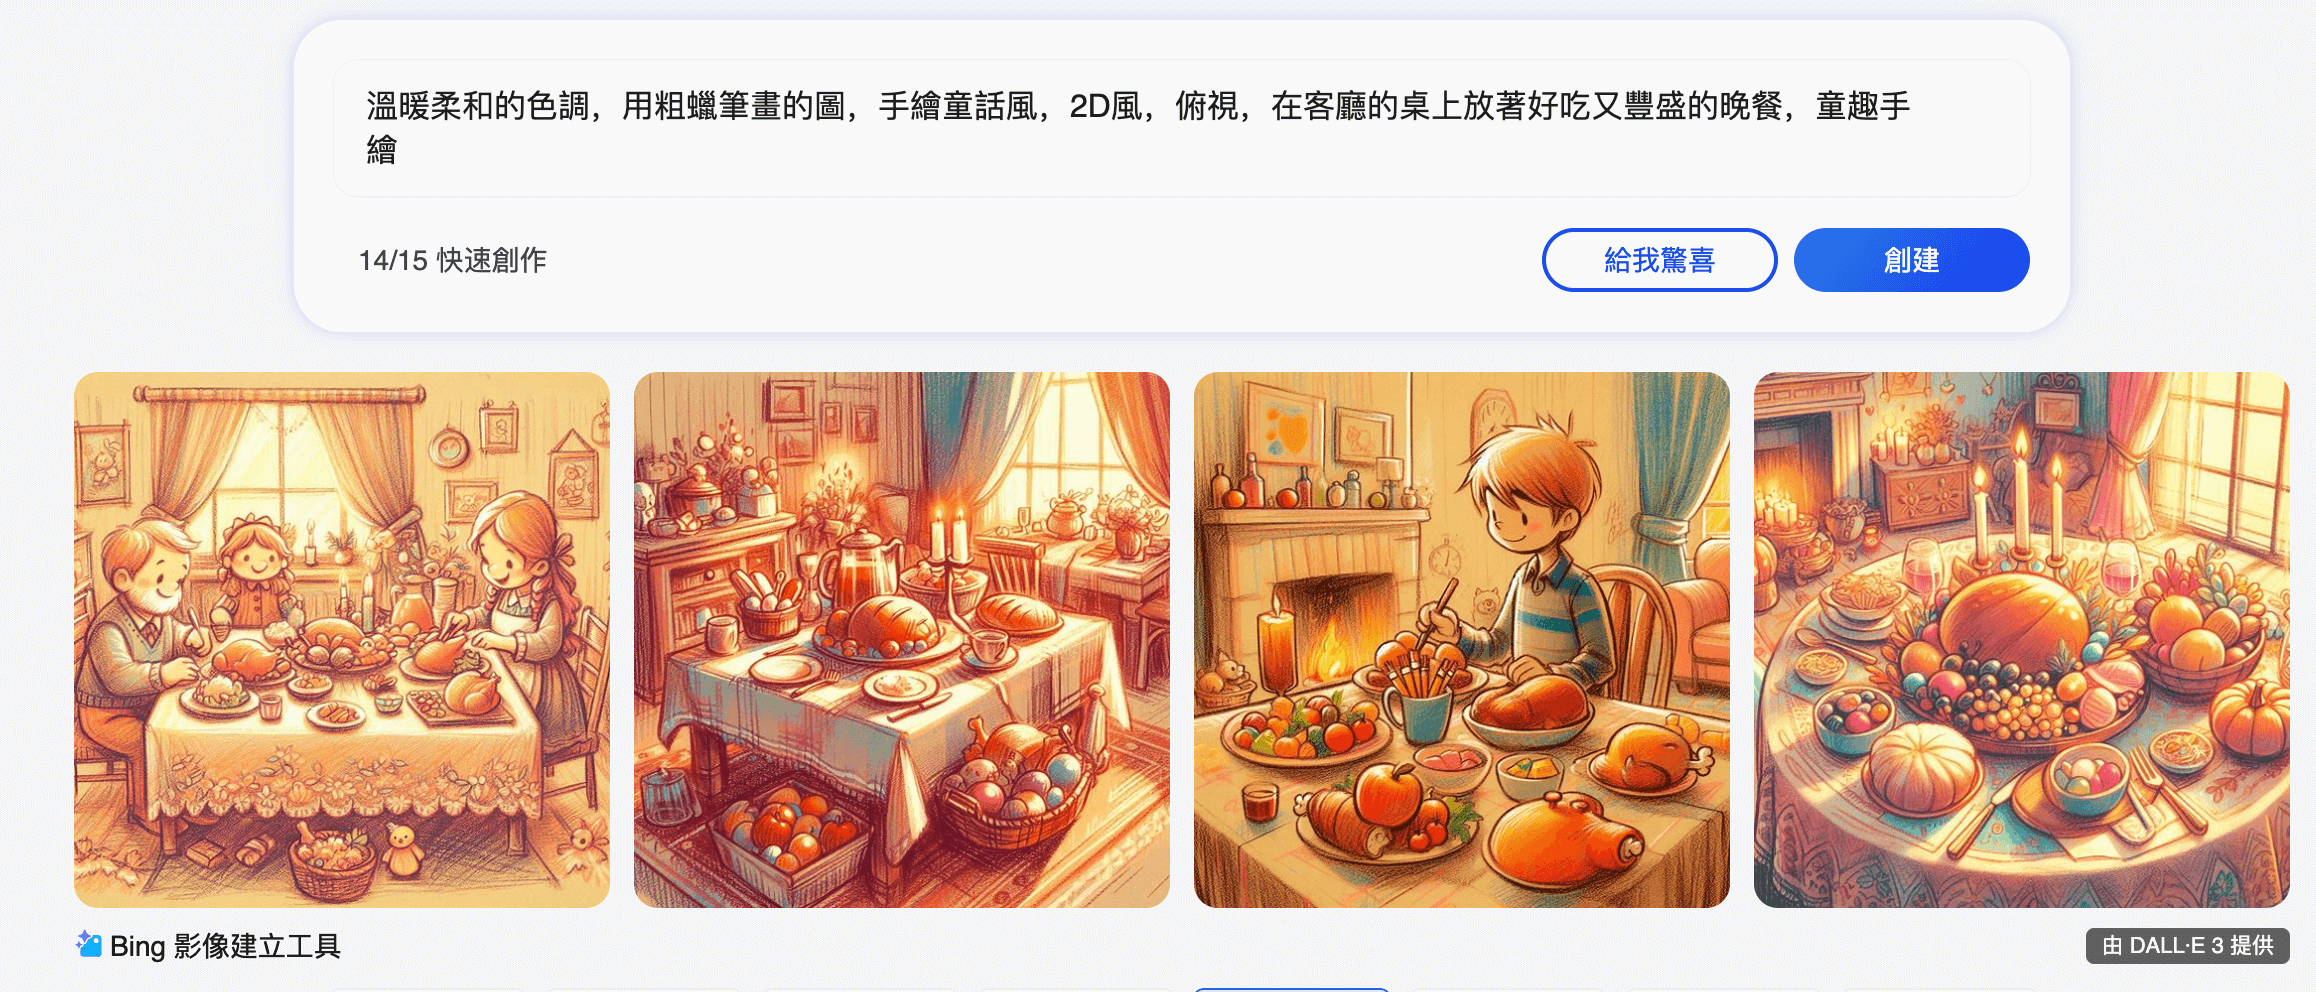 溫暖柔和的色調，用粗蠟筆畫的圖，手繪童話風，2D風，俯視，在客廳的桌上放著好吃又豐盛的晚餐，童趣手
繪
14/15 快速創作
給我驚喜
創建
Bing 影像建立工具
由 DALL·E 3 提供